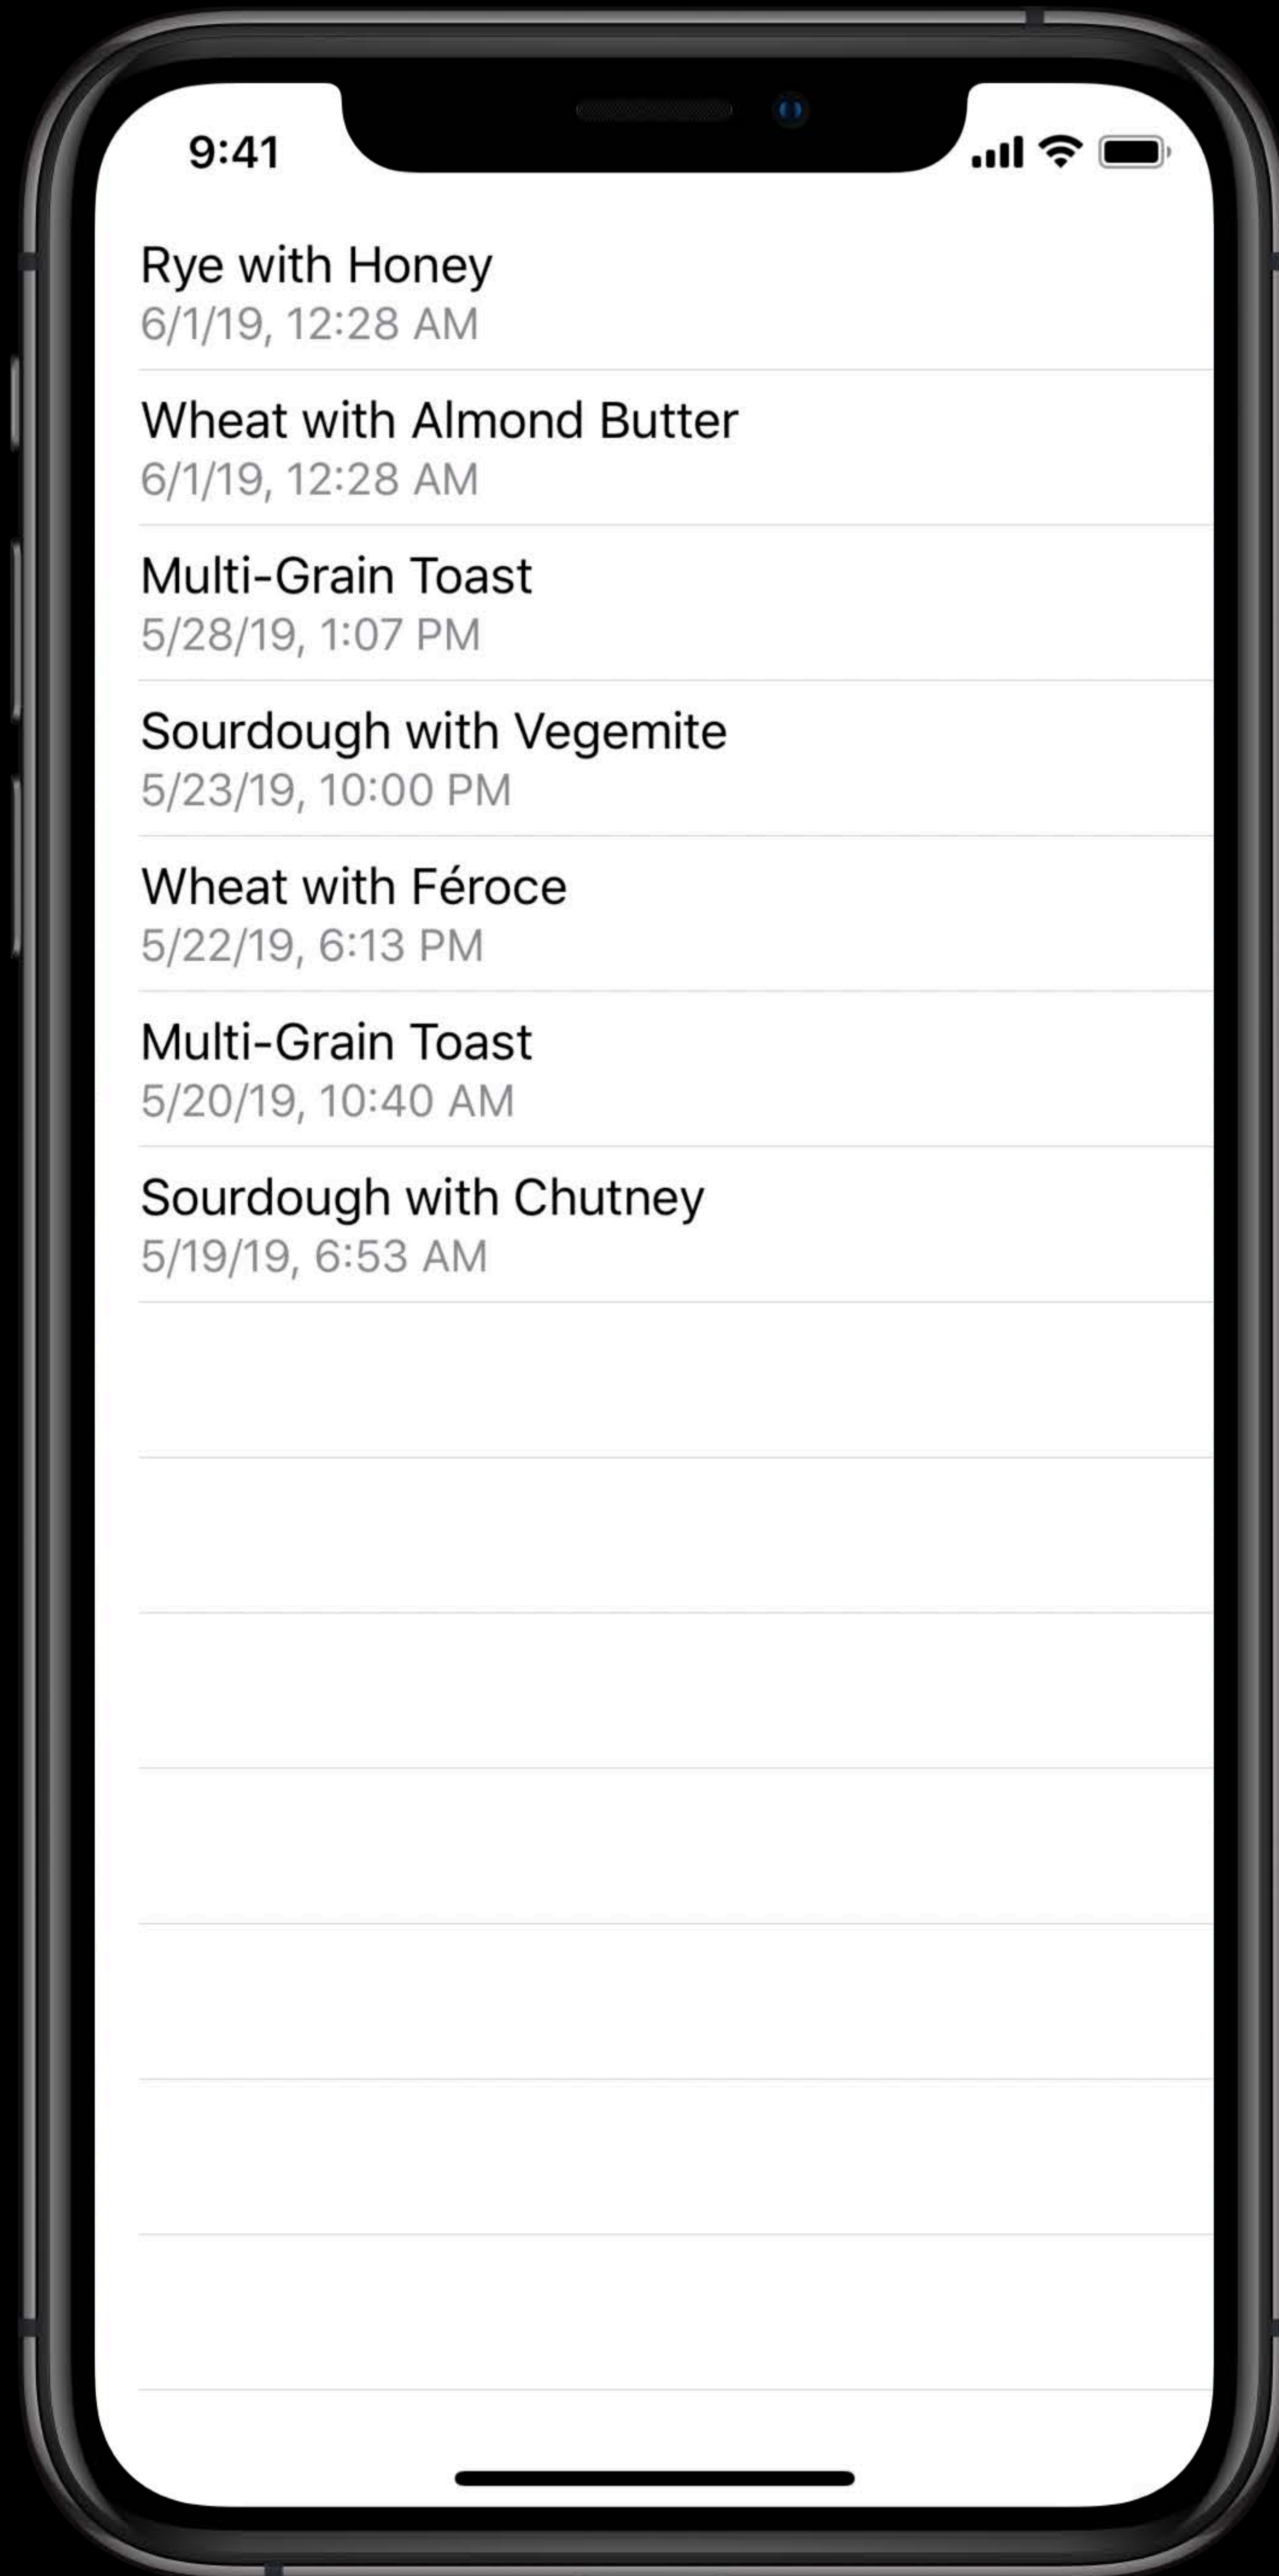 9:41
Rye with Honey
6/1/19, 12:28 AM
Wheat with Almond Butter
6/1/19, 12:28 AM
Multi-Grain Toast
5/28/19, 1:07 PM
Sourdough with Vegemite
5/23/19, 10:00 PM
Wheat with Féroce
5/22/19, 6:13 PM
Multi-Grain Toast
5/20/19, 10:40 AM
Sourdough with Chutney
5/19/19, 6:53 AM